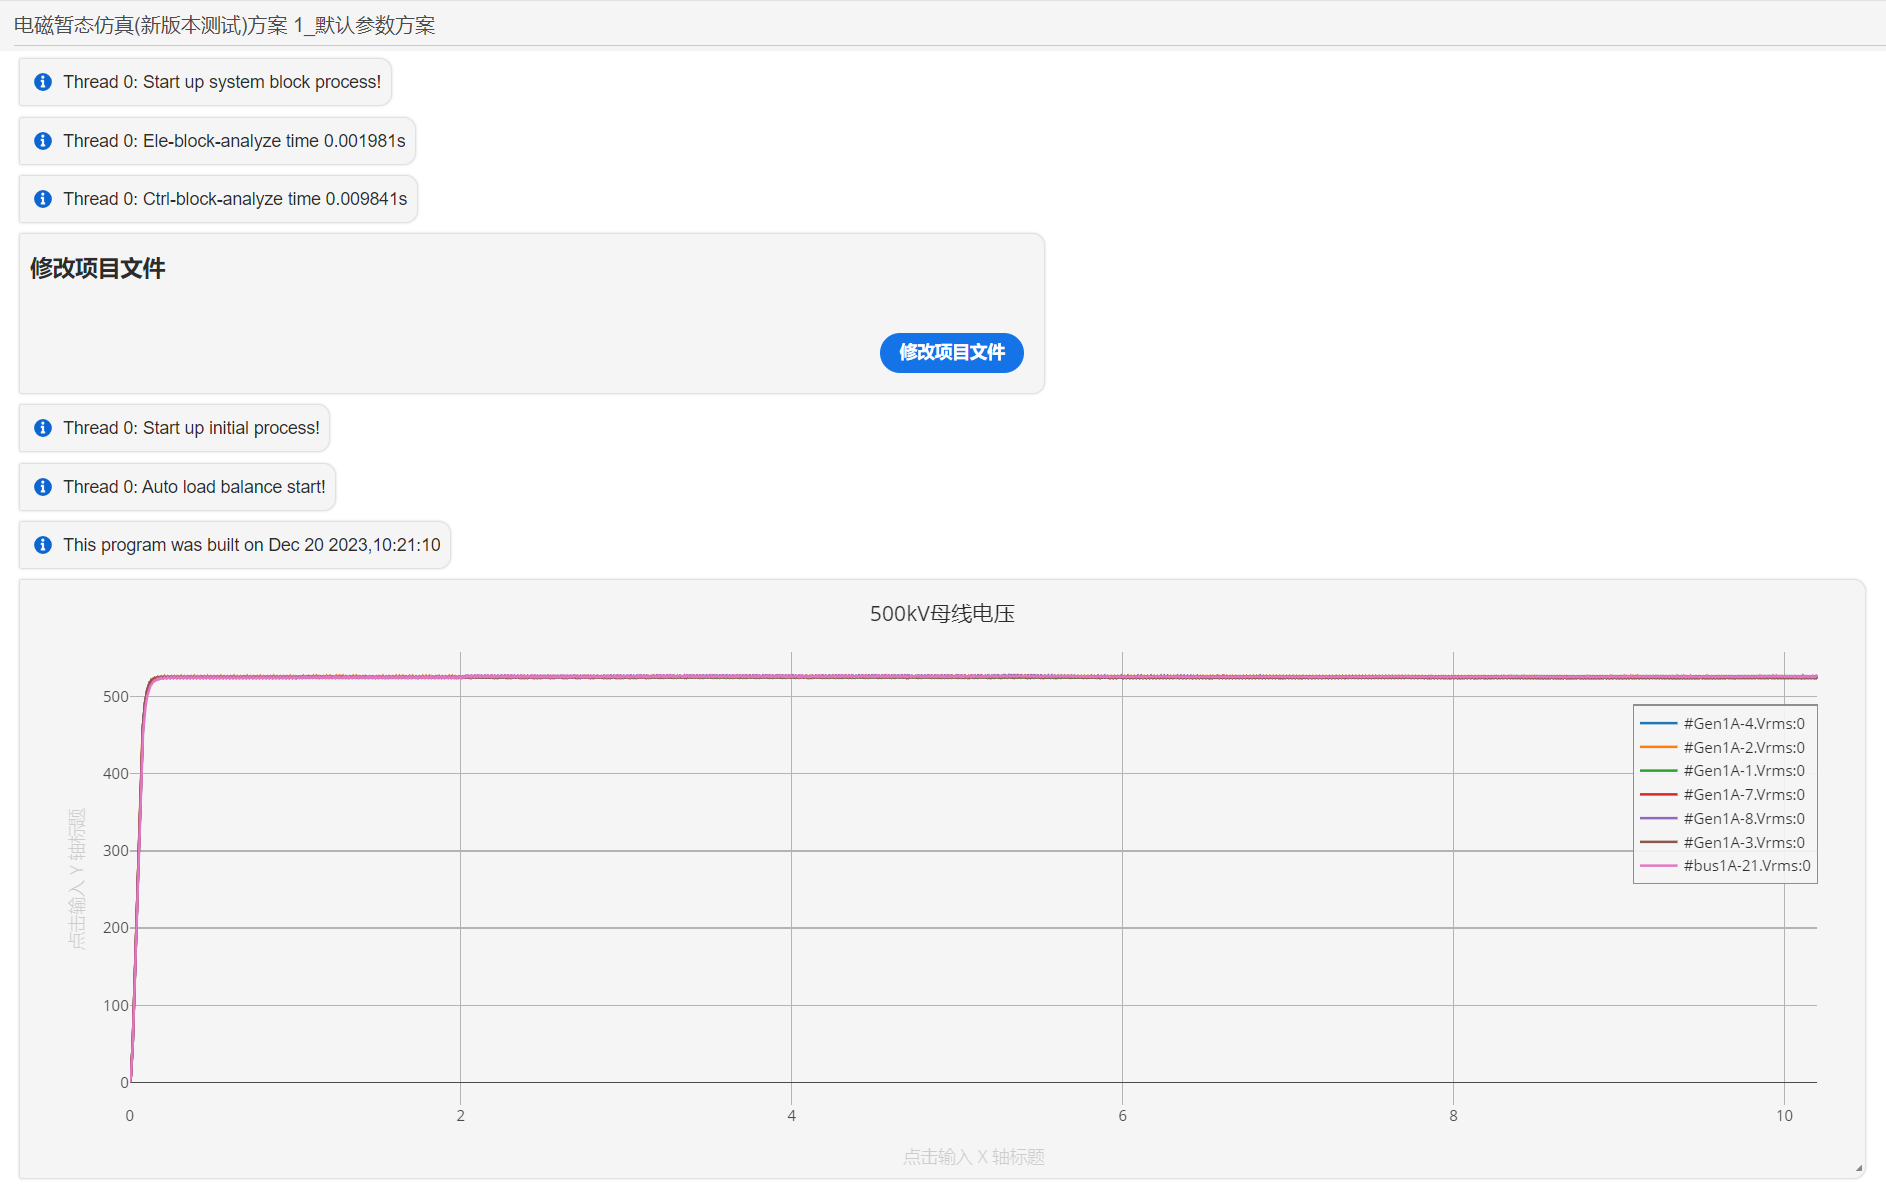 电磁暂态仿真(新版本测试)方案 1_默认参数方案
Thread 0: Start up system block process!
Thread 0: Ele-block-analyze time 0.001981s
Thread 0: Ctrl-block-analyze time 0.009841s
修改项目文件
修改项目文件
Thread 0: Start up initial process!
Thread 0: Auto load balance start!
This program was built on Dec 20 2023,10:21:10
500kV母线电压
500
400
300
200
100
0
点击输入 Y 轴标题
#Gen1A-4.Vrms:0
#Gen1A-2.Vrms:0
#Gen1A-1.Vrms:0
#Gen1A-7.Vrms:0
#Gen1A-8.Vrms:0
#Gen1A-3.Vrms:0
#bus1A-21.Vrms:0
0 2 4 6 8 10
点击输入 X 轴标题